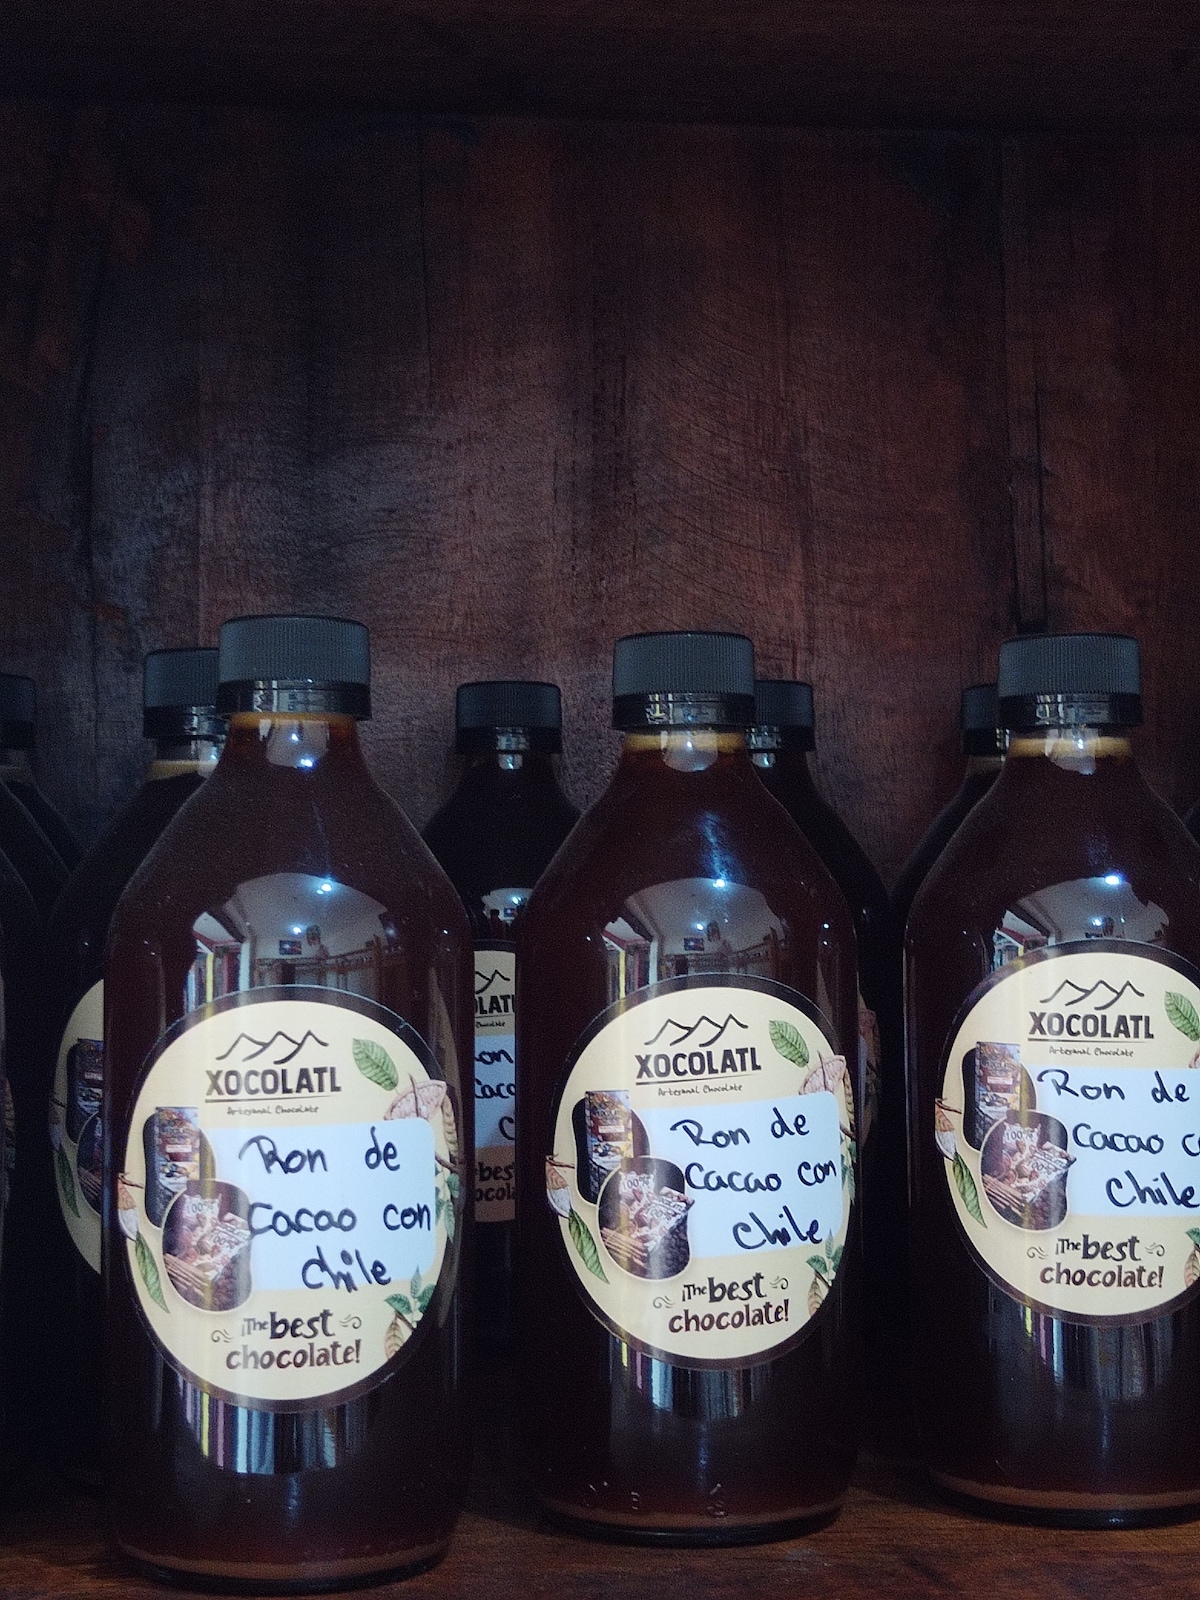 XOCOLATL
Artesanal Chocolate
Ron de
Cacao con
Chile
¡The best
chocolate!
XOCOLATL
Artesanal Chocolate
Ron de
Cacao con
Chile
¡The best
chocolate!
XOCOLATL
Artesanal Chocolate
Ron de
Cacao
Chile
¡The best
chocolate!